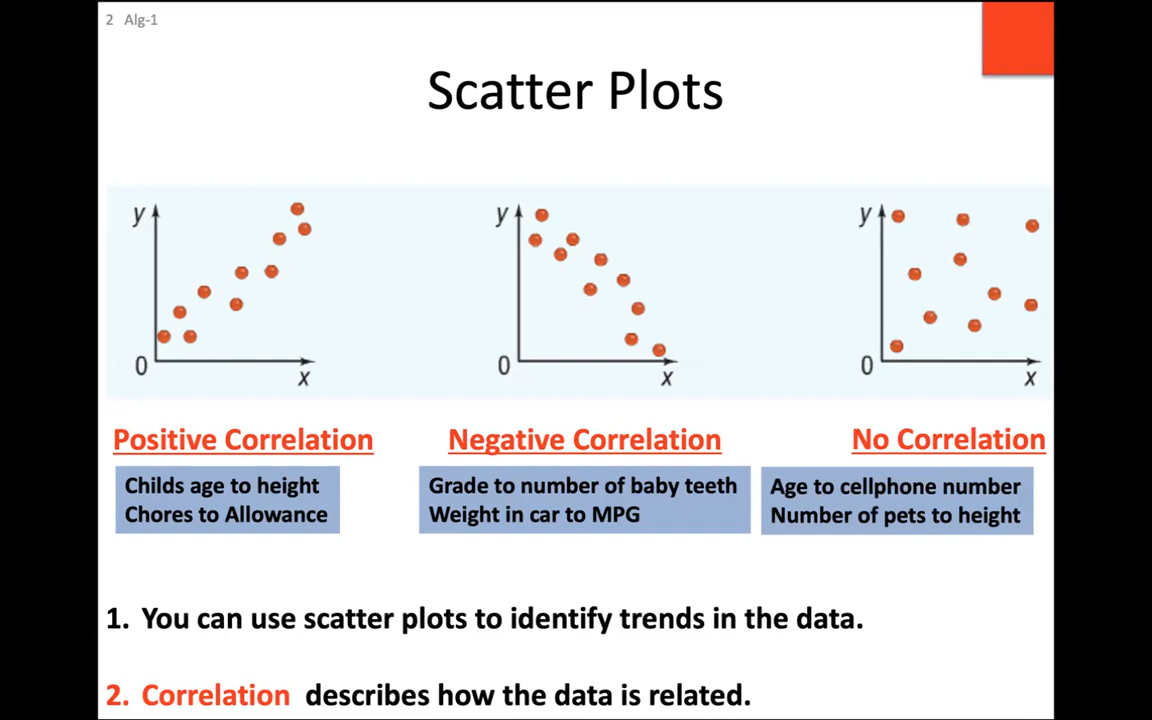 2 Alg-1
Scatter Plots
y
0
x
y
0
x
y
0
x
Positive Correlation
Childs age to height
Chores to Allowance
Negative Correlation
Grade to number of baby teeth
Weight in car to MPG
No Correlation
Age to cellphone number
Number of pets to height
1. You can use scatter plots to identify trends in the data.
2. Correlation describes how the data is related.